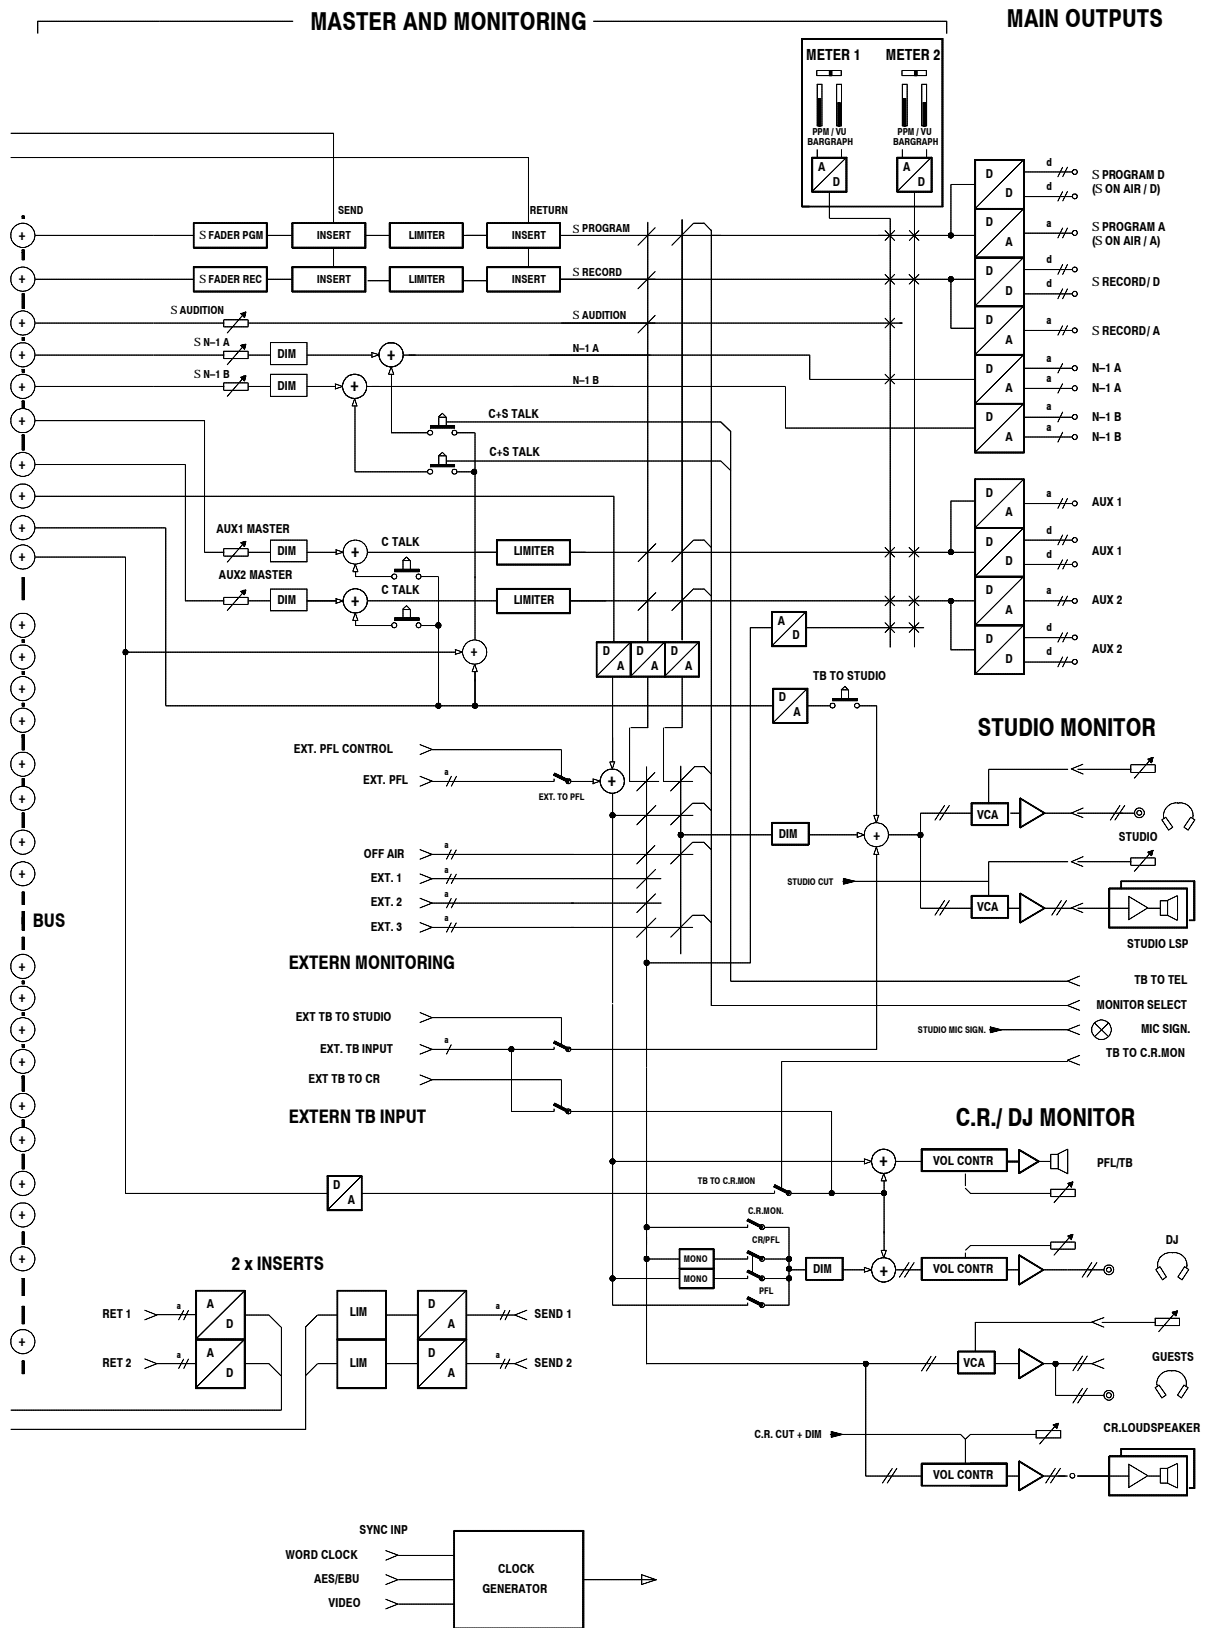 MASTER AND MONITORING
MAIN OUTPUTS
METER 1
METER 2
PPM / VU
BARGRAPH
PPM / VU
BARGRAPH
A
D
A
D
SEND
RETURN
S FADER PGM
INSERT
LIMITER
INSERT
S PROGRAM
S FADER REC
INSERT
LIMITER
INSERT
S RECORD
S AUDITION
S AUDITION
S N–1 A
DIM
+
N–1 A
S N–1 B
DIM
+
N–1 B
C+S TALK
C+S TALK
AUX1 MASTER
DIM
+
C TALK
LIMITER
AUX2 MASTER
DIM
+
C TALK
LIMITER
+
D
A
D
A
D
A
A
D
D
A
TB TO STUDIO
D
D
d
d
S PROGRAM D
(S ON AIR / D)
D
A
a
S PROGRAM A
(S ON AIR / A)
D
D
d
d
S RECORD/ D
D
A
a
S RECORD/ A
D
A
a
N–1 A
a
N–1 A
D
A
a
N–1 B
a
N–1 B
D
A
a
AUX 1
D
D
d
d
AUX 1
D
A
a
AUX 2
D
D
d
d
AUX 2
STUDIO MONITOR
EXT. PFL CONTROL
EXT. PFL
a
EXT. TO PFL
+
OFF AIR
a
EXT. 1
a
EXT. 2
a
EXT. 3
a
DIM
+
VCA
STUDIO
STUDIO CUT
VCA
STUDIO LSP
BUS
EXTERN MONITORING
TB TO TEL
MONITOR SELECT
STUDIO MIC SIGN.
MIC SIGN.
TB TO C.R.MON
EXT TB TO STUDIO
EXT. TB INPUT
a
EXT TB TO CR
EXTERN TB INPUT
C.R./ DJ MONITOR
+
VOL CONTR
PFL/TB
D
A
TB TO C.R.MON
C.R.MON.
CR/PFL
MONO
MONO
PFL
DIM
+
VOL CONTR
DJ
2 x INSERTS
RET 1
a
A
D
LIM
D
A
a
SEND 1
RET 2
a
A
D
LIM
D
A
a
SEND 2
VCA
GUESTS
C.R. CUT + DIM
VOL CONTR
CR.LOUDSPEAKER
SYNC INP
WORD CLOCK
AES/EBU
VIDEO
CLOCK
GENERATOR